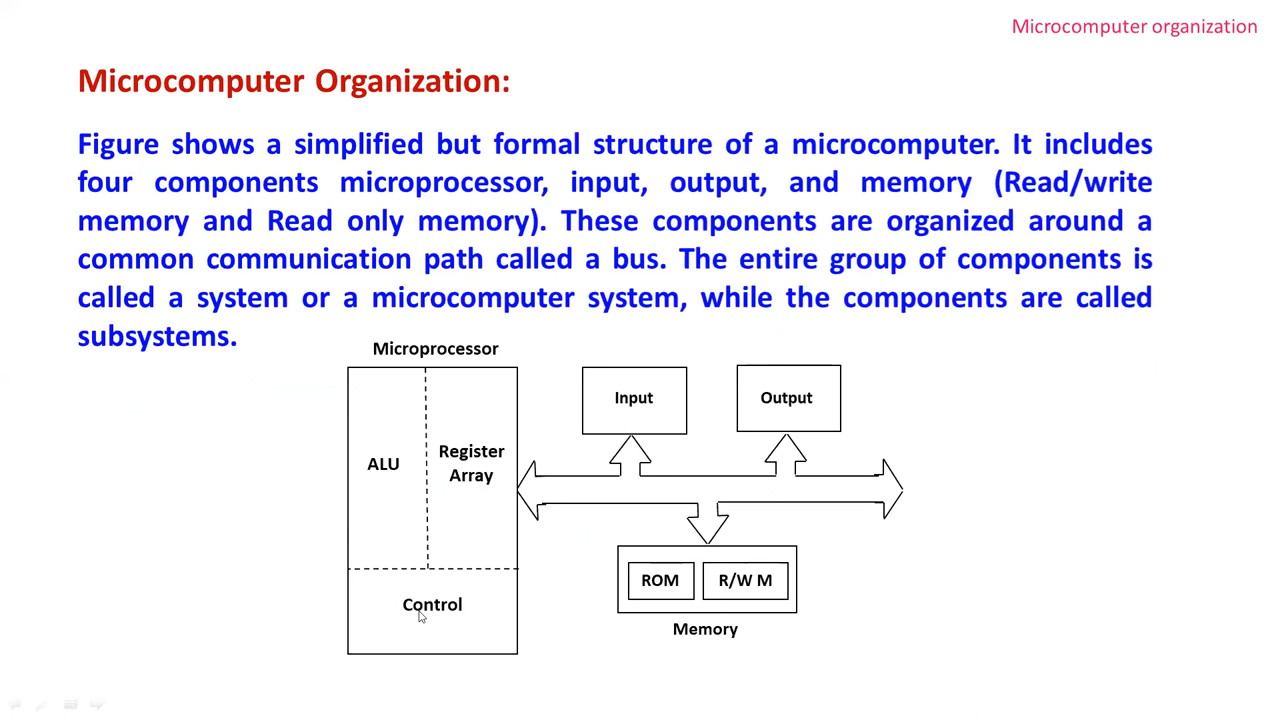 Microcomputer organization
Microcomputer Organization:
Figure shows a simplified but formal structure of a microcomputer. It includes
four components microprocessor, input, output, and memory (Read/write
memory and Read only memory). These components are organized around a
common communication path called a bus. The entire group of components is
called a system or a microcomputer system, while the components are called
subsystems.
Microprocessor
ALU
Register
Array
Control
Input
Output
ROM
R/W M
Memory